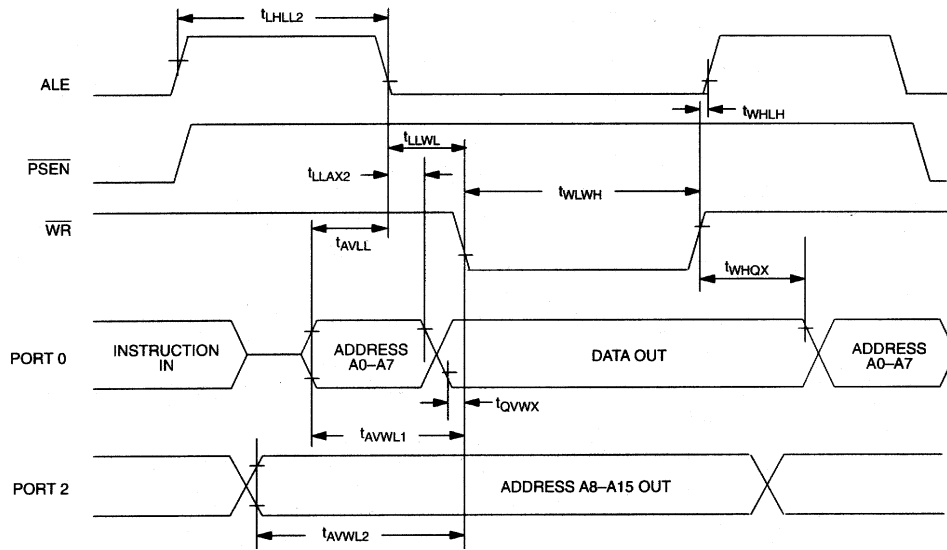 tLHLL2
ALE
tWHLH
tLLWL
PSEN
tLLAX2
tWLWH
WR
tAVLL
tWHQX
PORT 0
INSTRUCTION
IN
ADDRESS
A0–A7
DATA OUT
ADDRESS
A0–A7
tQVWX
tAVWL1
PORT 2
ADDRESS A8–A15 OUT
tAVWL2